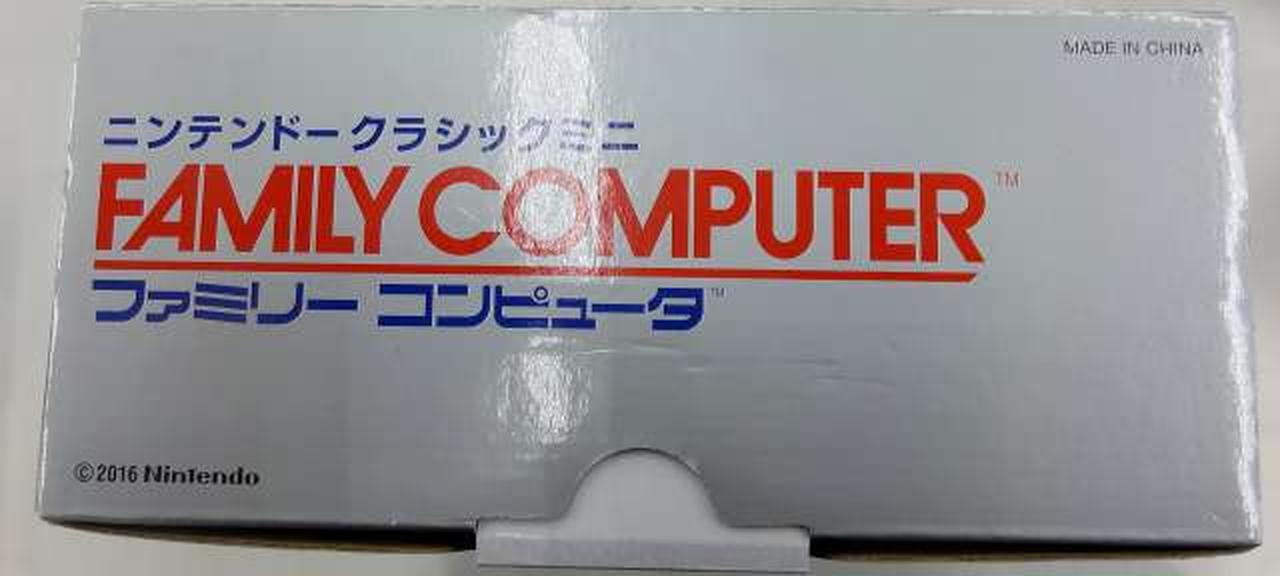 MADE IN CHINA
ニンテンドークラシックミニ
FAMILY COMPUTER™
ファミリー コンピュータ™
©2016 Nintendo